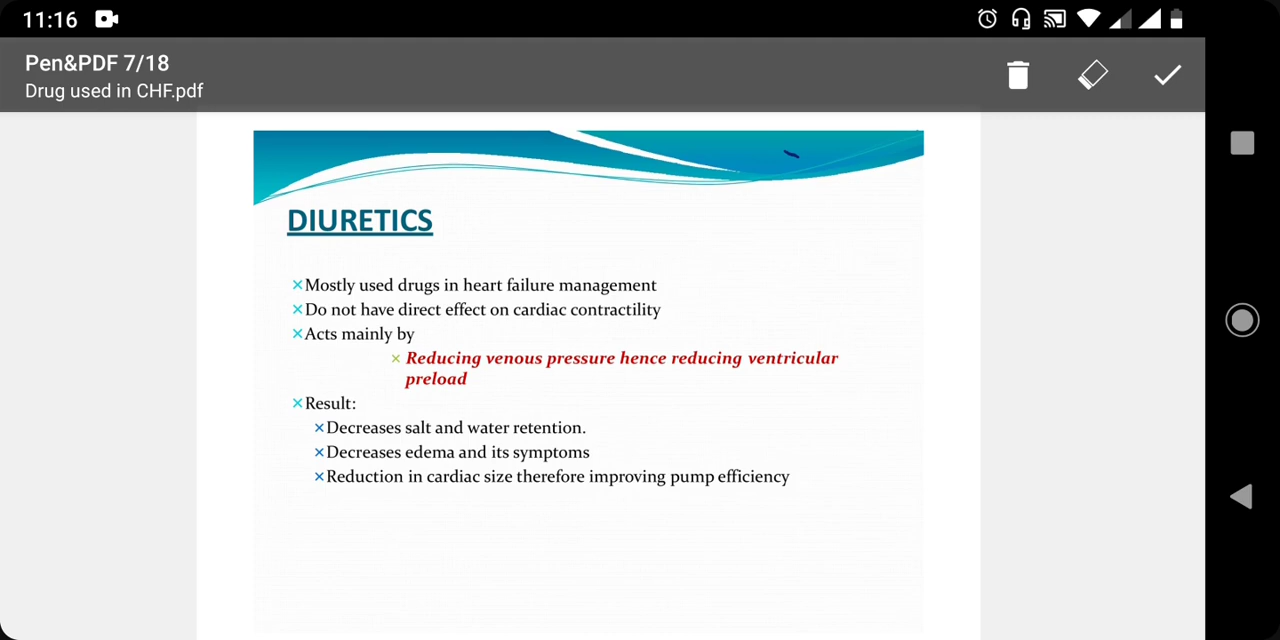 11:16
Pen&PDF 7/18
Drug used in CHF.pdf
DIURETICS
Mostly used drugs in heart failure management
Do not have direct effect on cardiac contractility
Acts mainly by
Reducing venous pressure hence reducing ventricular
preload
Result:
Decreases salt and water retention.
Decreases edema and its symptoms
Reduction in cardiac size therefore improving pump efficiency